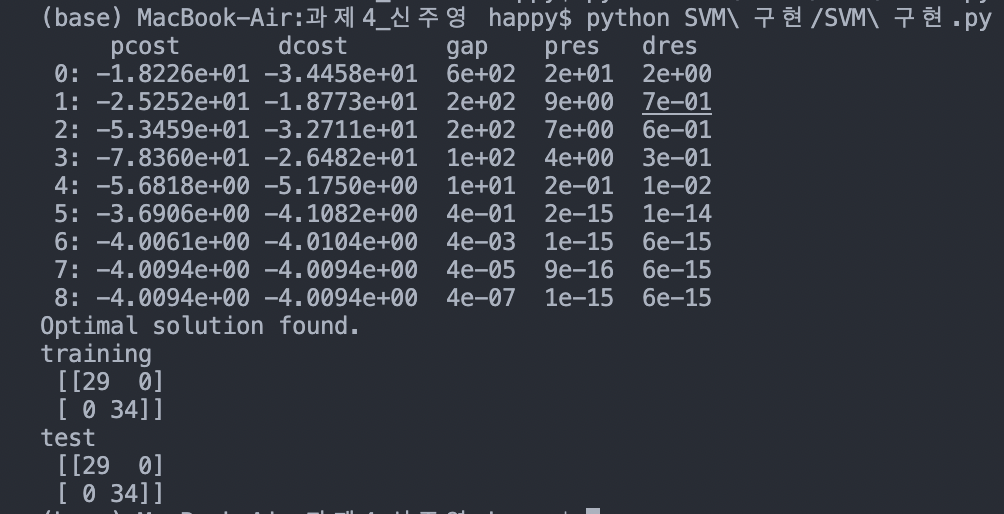 (base) MacBook-Air:과제4_신주영 happy$ python SVM\ 구현/SVM\ 구현.py
pcost dcost gap pres dres
0: -1.8226e+01 -3.4458e+01 6e+02 2e+01 2e+00
1: -2.5252e+01 -1.8773e+01 2e+02 9e+00 7e-01
2: -5.3459e+01 -3.2711e+01 2e+02 7e+00 6e-01
3: -7.8360e+01 -2.6482e+01 1e+02 4e+00 3e-01
4: -5.6818e+00 -5.1750e+00 1e+01 2e-01 1e-02
5: -3.6906e+00 -4.1082e+00 4e-01 2e-15 1e-14
6: -4.0061e+00 -4.0104e+00 4e-03 1e-15 6e-15
7: -4.0094e+00 -4.0094e+00 4e-05 9e-16 6e-15
8: -4.0094e+00 -4.0094e+00 4e-07 1e-15 6e-15
Optimal solution found.
training
[[29 0]
[ 0 34]]
test
[[29 0]
[ 0 34]]